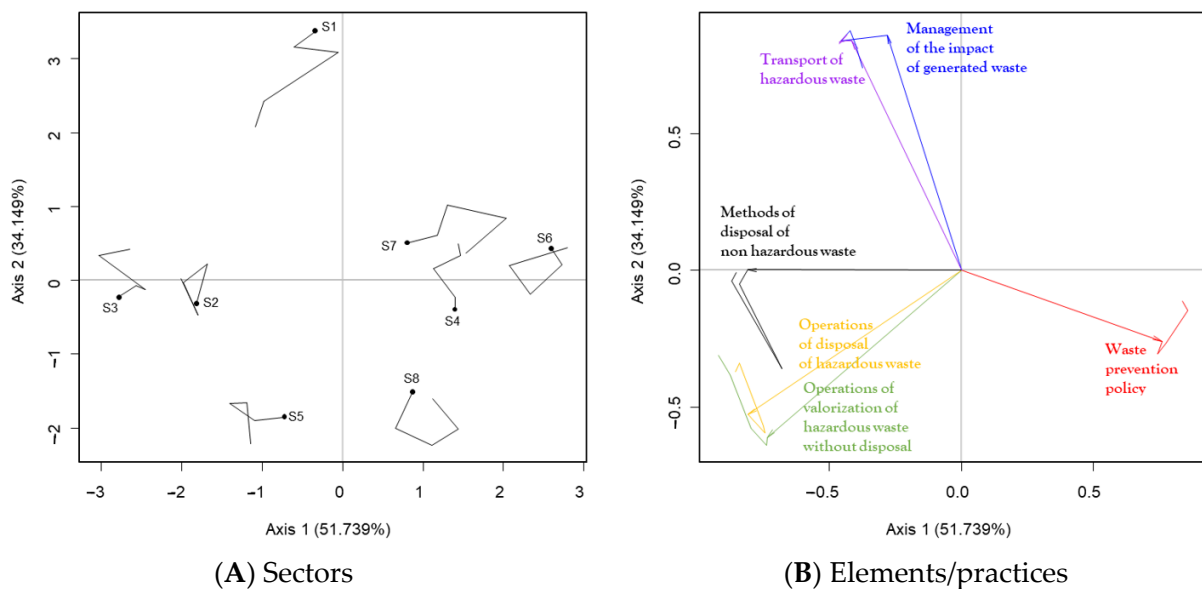 S1
S7
S6
S3
S2
S4
S8
S5
3
2
1
0
−1
−2
−3
−2
−1
0
1
2
3
Axis 2 (34.149%)
Axis 1 (51.739%)
(A) Sectors
Management
of the impact
of generated waste
Transport of
hazardous waste
Methods of
disposal of
non hazardous waste
Operations
of disposal
of hazardous waste
Operations of
valorization of
hazardous waste
without disposal
Waste
prevention
policy
0.5
0.0
−0.5
−0.5
0.0
0.5
Axis 2 (34.149%)
Axis 1 (51.739%)
(B) Elements/practices